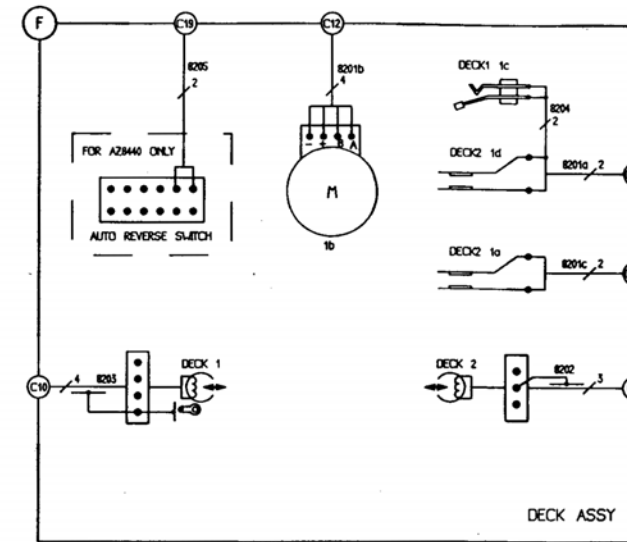 F
C19
C12
8205
2
8201b
4
DECK1 1c
8204
2
FOR AZ8440 ONLY
- + B A
DECK2 1d
8201a 2
M
AUTO REVERSE SWITCH
1b
DECK2 1a
8201c 2
DECK 1
DECK 2
C10
4 8203
8202
3
DECK ASSY